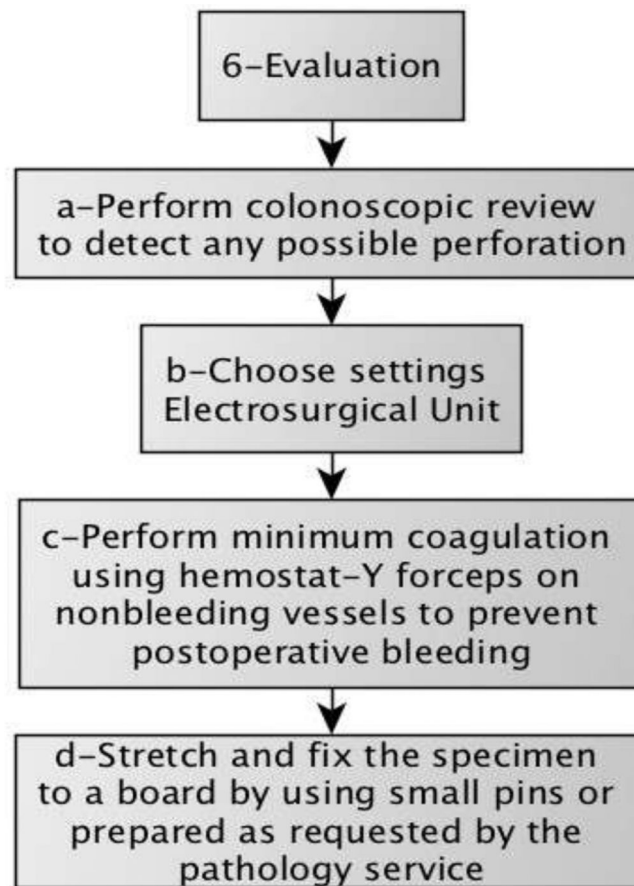 6–Evaluation
a–Perform colonoscopic review
to detect any possible perforation
b–Choose settings
Electrosurgical Unit
c–Perform minimum coagulation
using hemostat–Y forceps on
nonbleeding vessels to prevent
postoperative bleeding
d–Stretch and fix the specimen
to a board by using small pins or
prepared as requested by the
pathology service